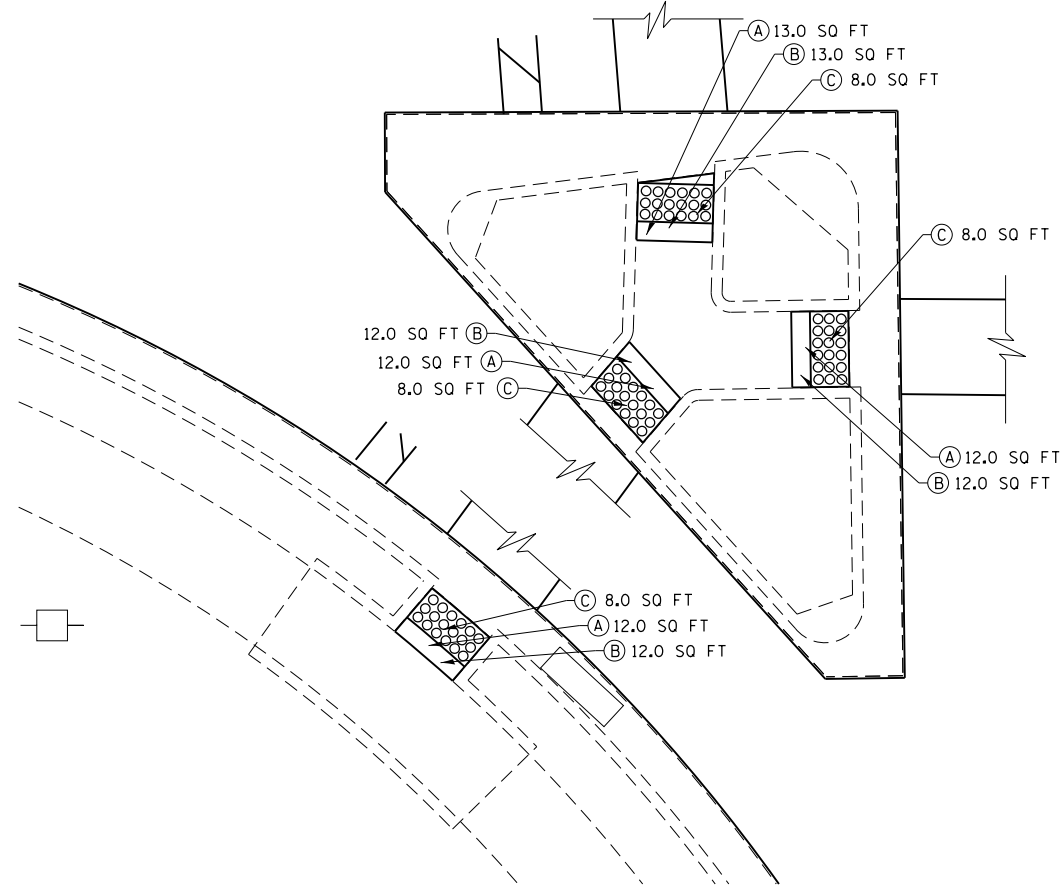 A 13.0 SQ FT
B 13.0 SQ FT
C 8.0 SQ FT
C 8.0 SQ FT
12.0 SQ FT B
12.0 SQ FT A
8.0 SQ FT C
A 12.0 SQ FT
B 12.0 SQ FT
C 8.0 SQ FT
A 12.0 SQ FT
B 12.0 SQ FT